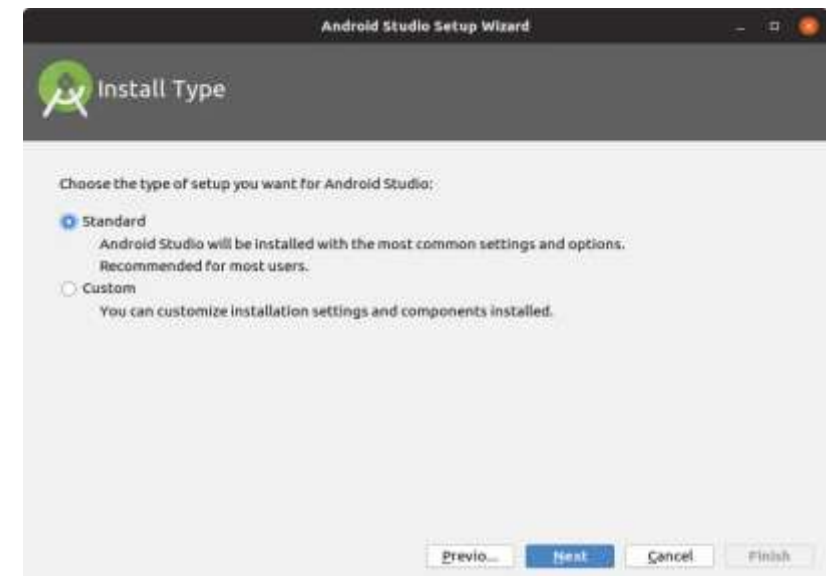 Android Studio Setup Wizard
Install Type
Choose the type of setup you want for Android Studio:
Standard
Android Studio will be installed with the most common settings and options.
Recommended for most users.
Custom
You can customize installation settings and components installed.
Previo... Next Cancel Finish